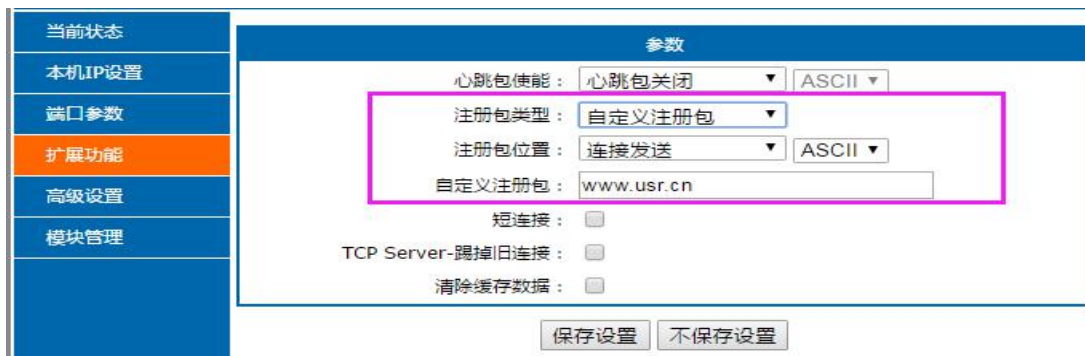 当前状态
本机IP设置
端口参数
扩展功能
高级设置
模块管理
参数
心跳包使能： 心跳包关闭 ASCII
注册包类型： 自定义注册包
注册包位置： 连接发送 ASCII
自定义注册包： www.usr.cn
短连接：
TCP Server-踢掉旧连接：
清除缓存数据：
保存设置 不保存设置